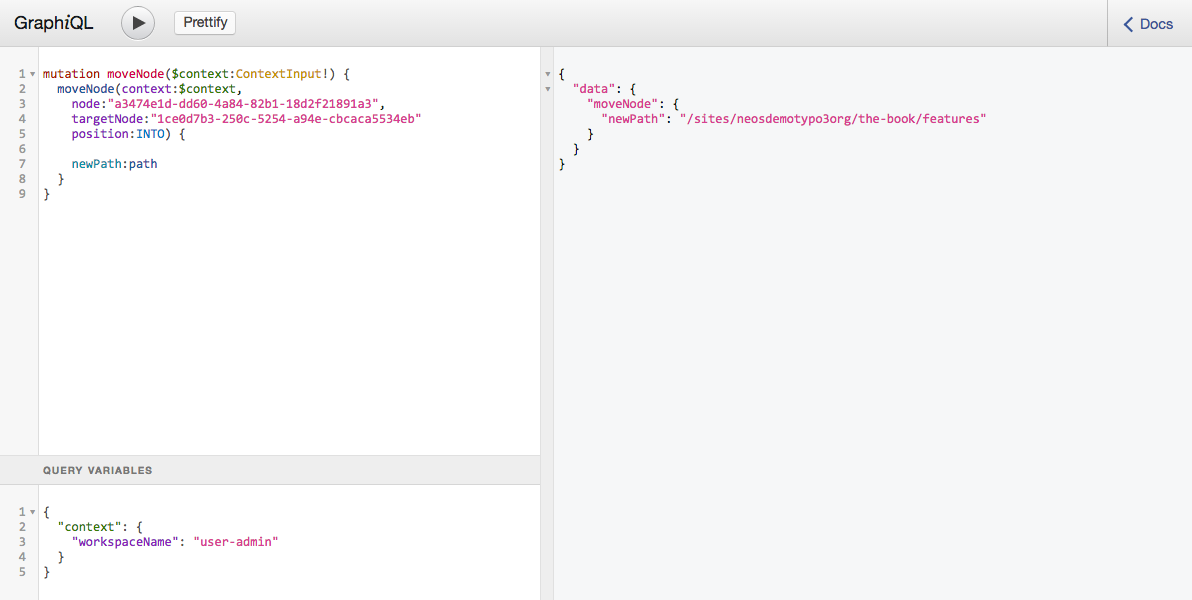 GraphiQL Prettify Docs
1 mutation moveNode($context:ContextInput!) {
2   moveNode(context:$context,
3     node:"a3474e1d-dd60-4a84-82b1-18d2f21891a3",
4     targetNode:"1ce0d7b3-250c-5254-a94e-cbcaca5534eb"
5     position:INTO) {
6
7     newPath:path
8   }
9 }
QUERY VARIABLES
1 {
2   "context": {
3     "workspaceName": "user-admin"
4   }
5 }
{
  "data": {
    "moveNode": {
      "newPath": "/sites/neosdemotypo3org/the-book/features"
    }
  }
}